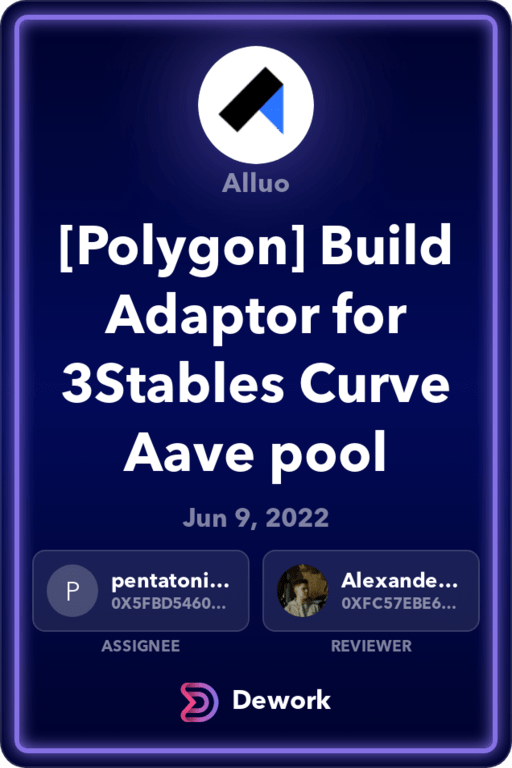 Alluo
[Polygon] Build
Adaptor for
3Stables Curve
Aave pool
Jun 9, 2022
P
pentatoni...
0X5FBD5460...
Alexande...
0XFC57EBE6...
ASSIGNEE
REVIEWER
Dework